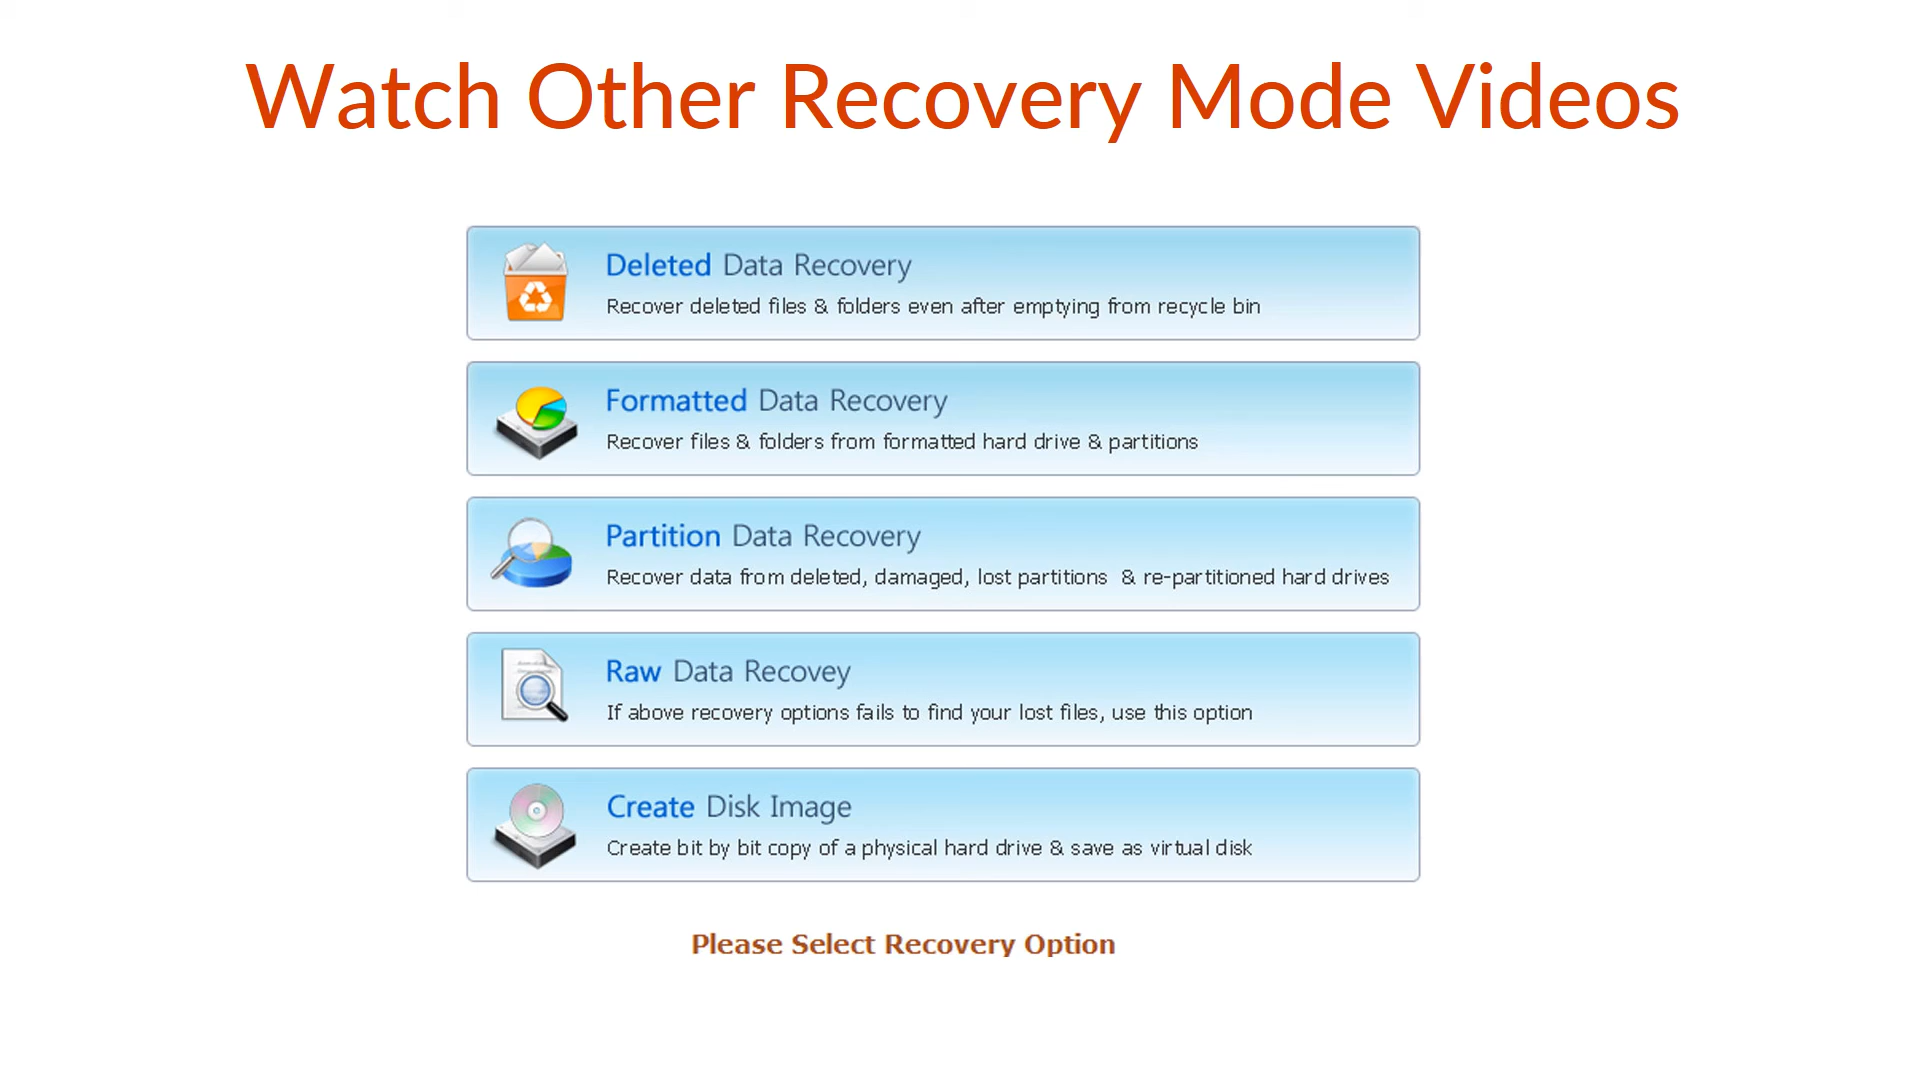 Watch Other Recovery Mode Videos
Deleted Data Recovery
Recover deleted files & folders even after emptying from recycle bin
Formatted Data Recovery
Recover files & folders from formatted hard drive & partitions
Partition Data Recovery
Recover data from deleted, damaged, lost partitions & re-partitioned hard drives
Raw Data Recovey
If above recovery options fails to find your lost files, use this option
Create Disk Image
Create bit by bit copy of a physical hard drive & save as virtual disk
Please Select Recovery Option